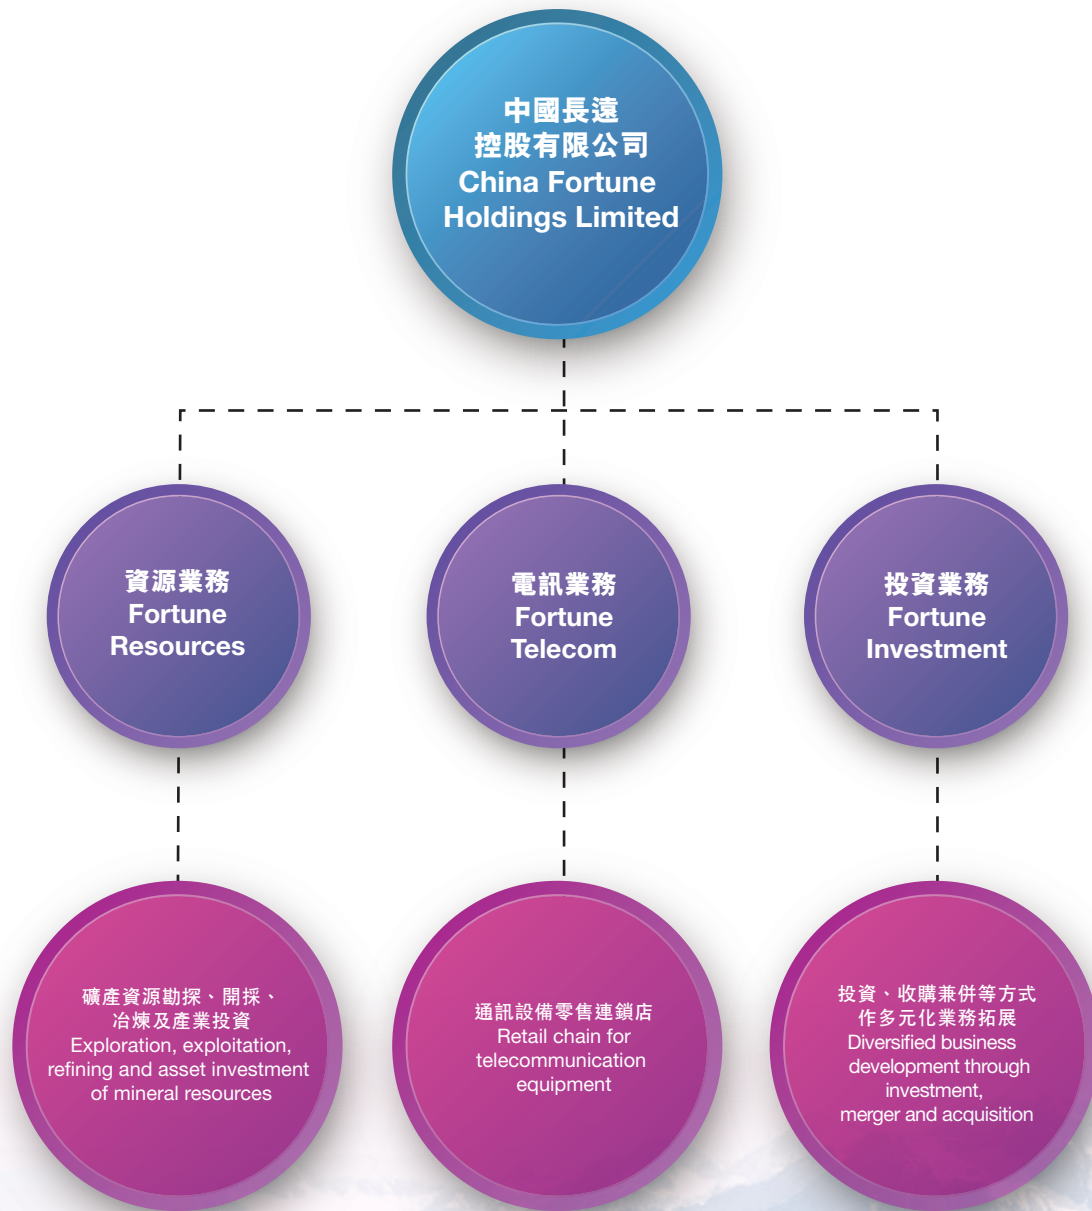 中國長遠
控股有限公司
China Fortune
Holdings Limited
資源業務
Fortune
Resources
電訊業務
Fortune
Telecom
投資業務
Fortune
Investment
礦產資源勘探、開採、
冶煉及產業投資
Exploration, exploitation,
refining and asset investment
of mineral resources
通訊設備零售連鎖店
Retail chain for
telecommunication
equipment
投資、收購兼併等方式
作多元化業務拓展
Diversified business
development through
investment,
merger and acquisition